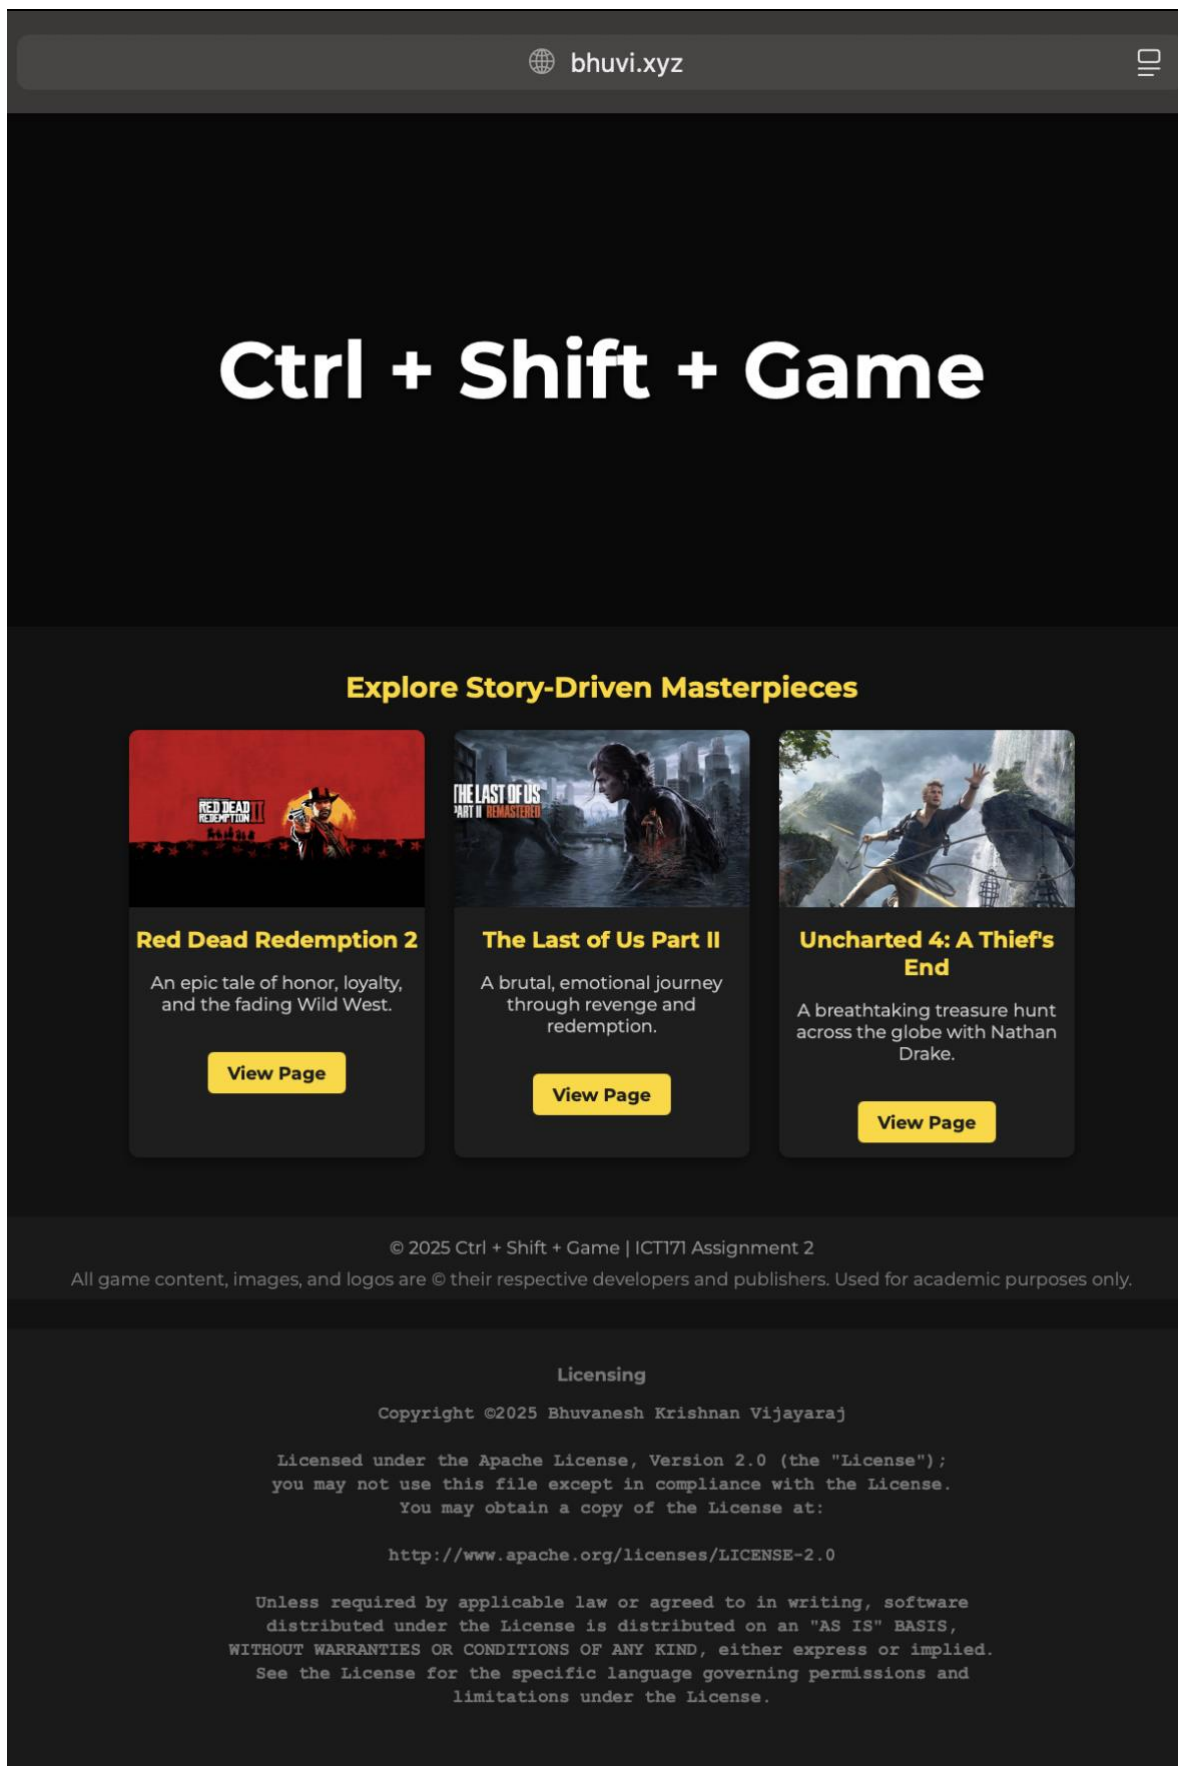 bhuvi.xyz
Ctrl + Shift + Game
Explore Story-Driven Masterpieces
RED DEAD
REDEMPTION II
THE LAST OF US
PART II REMASTERED
Red Dead Redemption 2
An epic tale of honor, loyalty,
and the fading Wild West.
View Page
The Last of Us Part II
A brutal, emotional journey
through revenge and
redemption.
View Page
Uncharted 4: A Thief's
End
A breathtaking treasure hunt
across the globe with Nathan
Drake.
View Page
© 2025 Ctrl + Shift + Game | ICT171 Assignment 2
All game content, images, and logos are © their respective developers and publishers. Used for academic purposes only.
Licensing
Copyright ©2025 Bhuvanesh Krishnan Vijayaraj
Licensed under the Apache License, Version 2.0 (the "License");
you may not use this file except in compliance with the License.
You may obtain a copy of the License at:
http://www.apache.org/licenses/LICENSE-2.0
Unless required by applicable law or agreed to in writing, software
distributed under the License is distributed on an "AS IS" BASIS,
WITHOUT WARRANTIES OR CONDITIONS OF ANY KIND, either express or implied.
See the License for the specific language governing permissions and
limitations under the License.